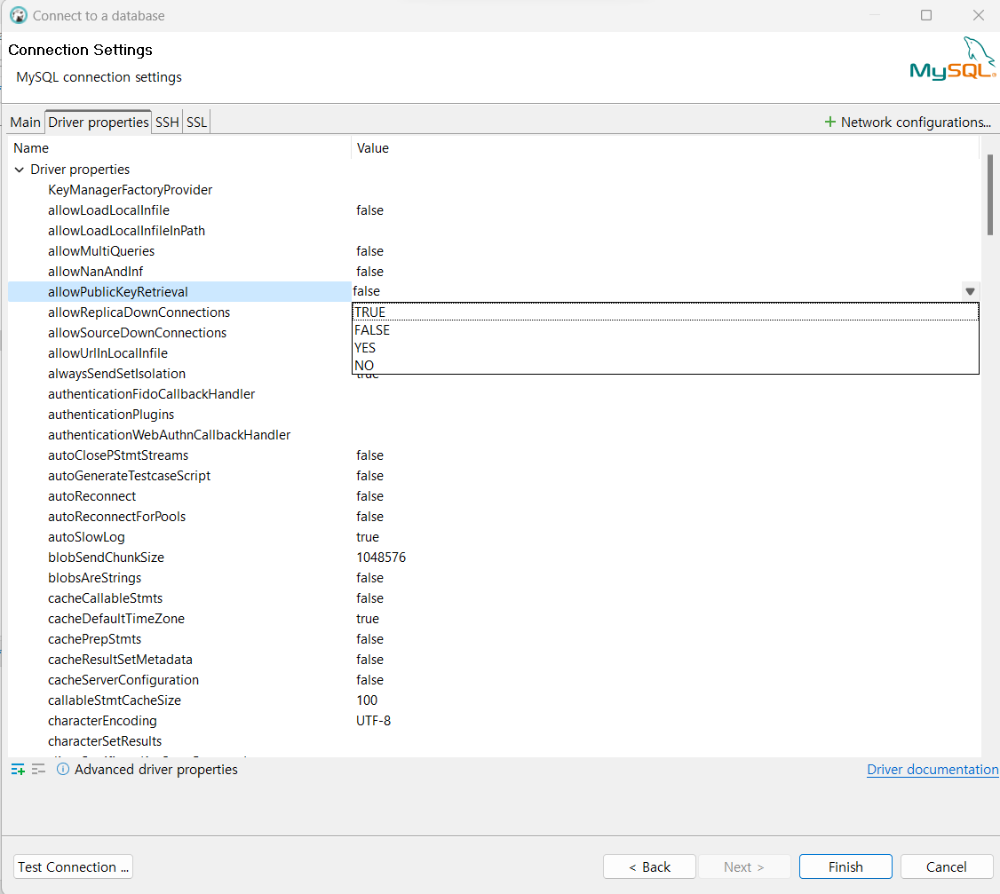 Connect to a database
Connection Settings
MySQL connection settings
MySQL
Main Driver properties SSH SSL + Network configurations...
Name Value
Driver properties
KeyManagerFactoryProvider
allowLoadLocalInfile false
allowLoadLocalInfileInPath
allowMultiQueries false
allowNanAndInf false
allowPublicKeyRetrieval false
allowReplicaDownConnections TRUE
allowSourceDownConnections FALSE
allowUrlInLocalInfile YES
NO
alwaysSendSetIsolation true
authenticationFidoCallbackHandler
authenticationPlugins
authenticationWebAuthnCallbackHandler
autoClosePStmtStreams false
autoGenerateTestcaseScript false
autoReconnect false
autoReconnectForPools false
autoSlowLog true
blobSendChunkSize 1048576
blobsAreStrings false
cacheCallableStmts false
cacheDefaultTimeZone true
cachePrepStmts false
cacheResultSetMetadata false
cacheServerConfiguration false
callableStmtCacheSize 100
characterEncoding UTF-8
characterSetResults
Advanced driver properties Driver documentation
Test Connection ... < Back Next > Finish Cancel